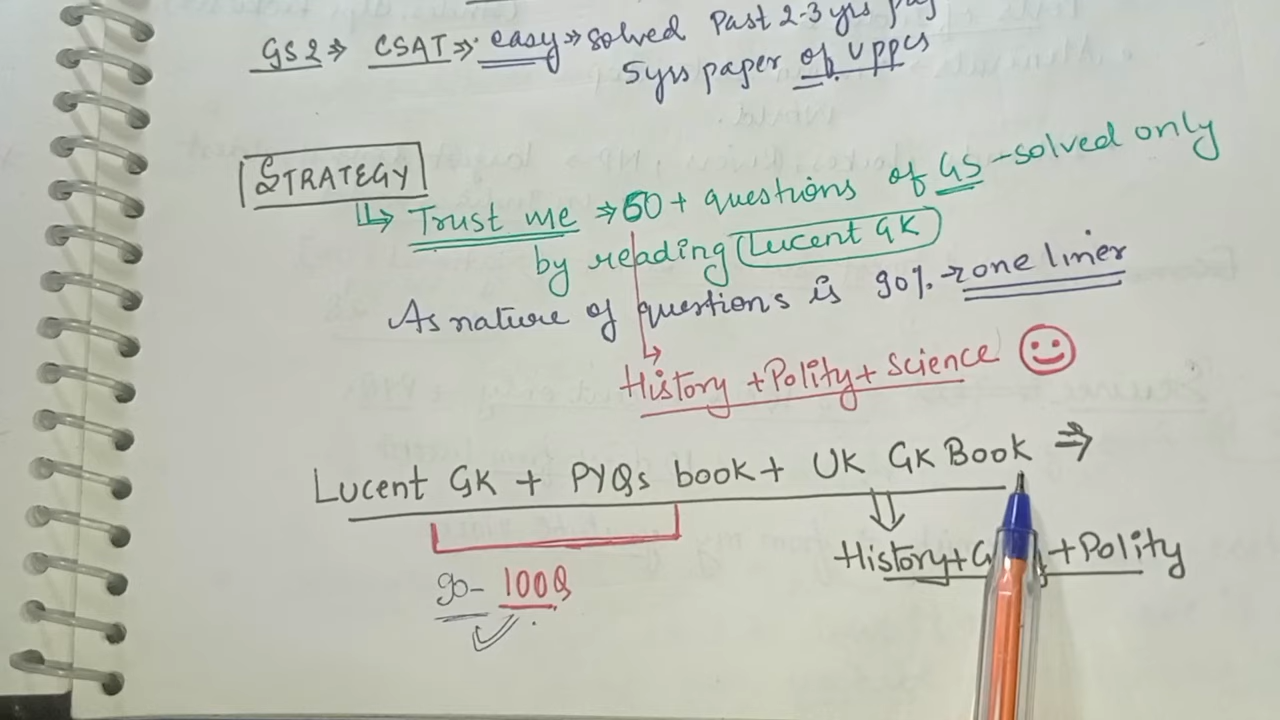 GS2 ⇒ CSAT ⇒ easy ⇒ solved Past 2-3 yrs
5yrs paper of UPPCS
STRATEGY
↳ Trust me ⇒ 50+ questions of GS - solved only
by reading Lucent GK
As nature of questions is 90% → one liner
↳ History + Polity + Science ☺
Lucent GK + PYQs book + UK GK Book ⇒
⇓
History + + Polity
90 - 100Q